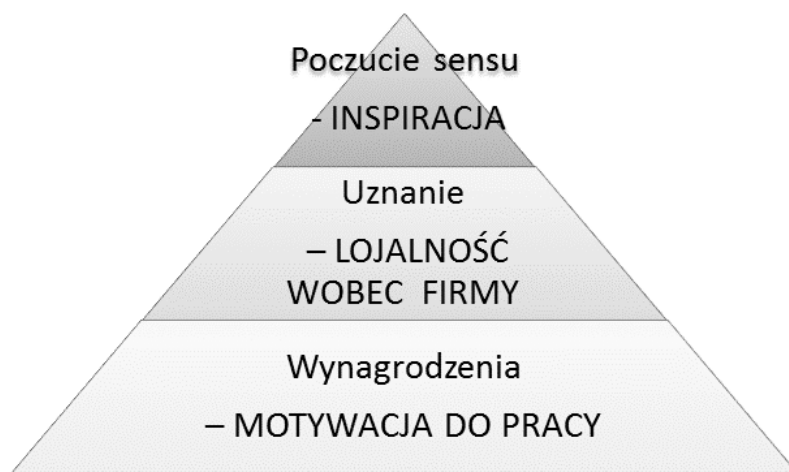 Poczucie sensu
- INSPIRACJA
Uznanie
– LOJALNOŚĆ
WOBEC FIRMY
Wynagrodzenia
– MOTYWACJA DO PRACY